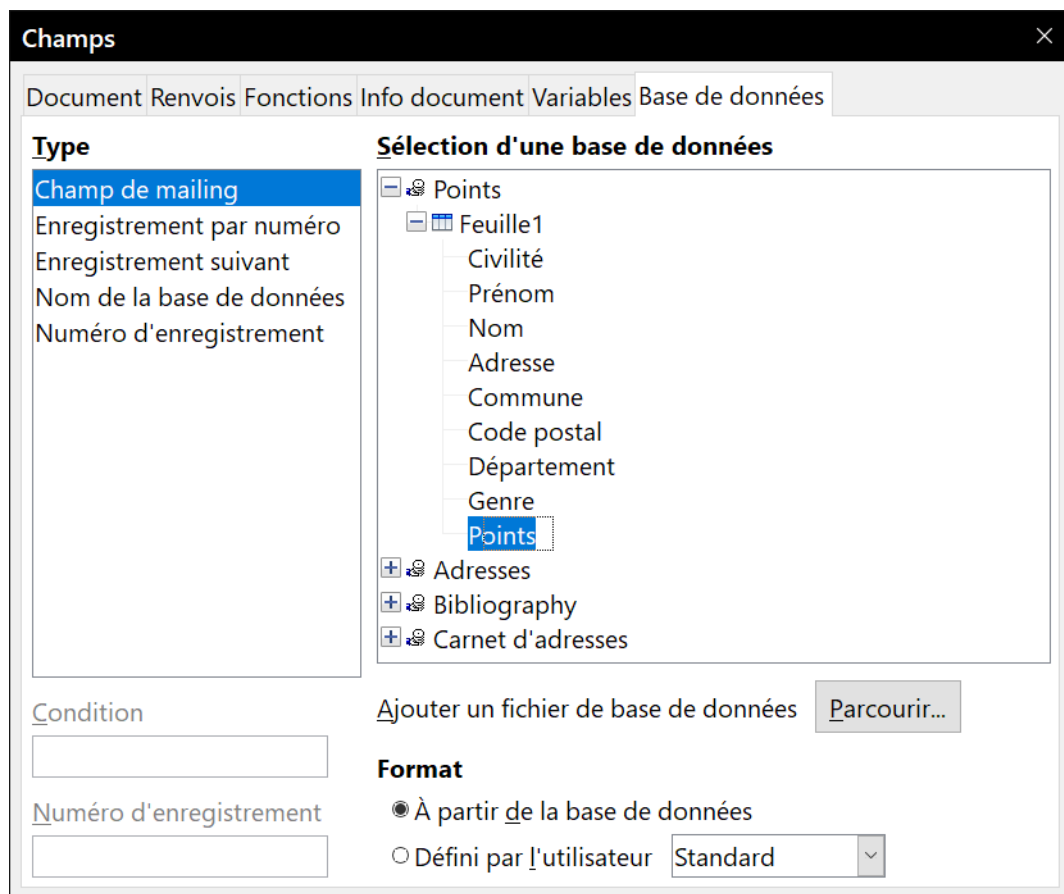 Champs
Document Renvois Fonctions Info document Variables Base de données
Type
Champ de mailing
Enregistrement par numéro
Enregistrement suivant
Nom de la base de données
Numéro d'enregistrement
Condition
Numéro d'enregistrement
Sélection d'une base de données
Points
Feuille1
Civilité
Prénom
Nom
Adresse
Commune
Code postal
Département
Genre
Points
Adresses
Bibliography
Carnet d'adresses
Ajouter un fichier de base de données Parcourir...
Format
À partir de la base de données
Défini par l'utilisateur Standard